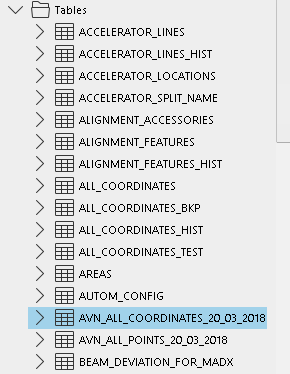 Tables
ACCELERATOR_LINES
ACCELERATOR_LINES_HIST
ACCELERATOR_LOCATIONS
ACCELERATOR_SPLIT_NAME
ALIGNMENT_ACCESSORIES
ALIGNMENT_FEATURES
ALIGNMENT_FEATURES_HIST
ALL_COORDINATES
ALL_COORDINATES_BKP
ALL_COORDINATES_HIST
ALL_COORDINATES_TEST
AREAS
AUTOM_CONFIG
AVN_ALL_COORDINATES_20_03_2018
AVN_ALL_POINTS_20_03_2018
BEAM_DEVIATION_FOR_MADX